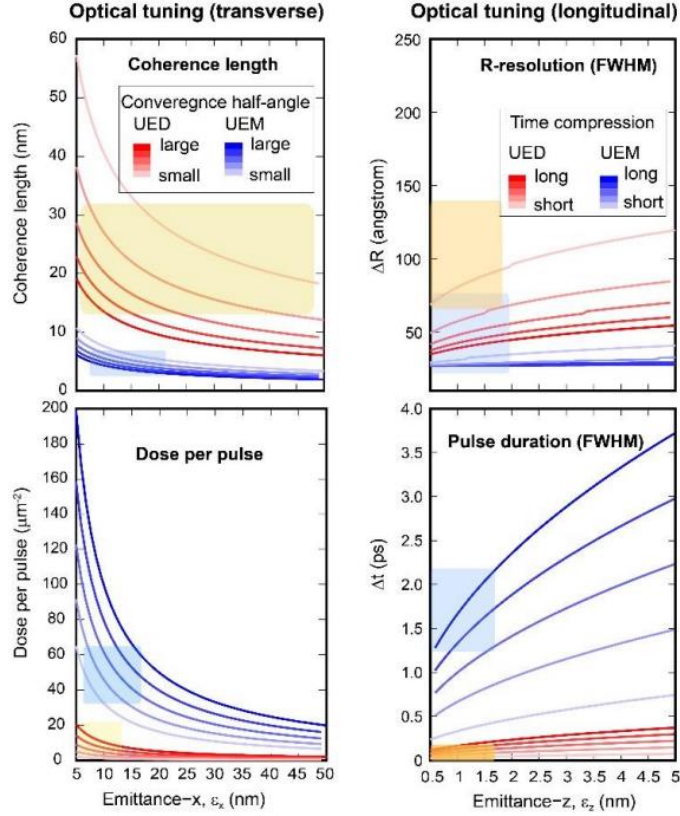 Optical tuning (transverse)
Optical tuning (longitudinal)
Coherence length
Converegnce half-angle
UED UEM
large large
small small
Coherence length (nm)
60
50
40
30
20
10
0
R-resolution (FWHM)
Time compression
UED UEM
long long
short short
ΔR (angstrom)
250
200
150
100
50
0
Dose per pulse
Dose per pulse (μm⁻²)
200
180
160
140
120
100
80
60
40
20
0
5 10 15 20 25 30 35 40 45 50
Emittance-x, εₓ (nm)
Pulse duration (FWHM)
Δt (ps)
4.0
3.5
3.0
2.5
2.0
1.5
1.0
0.5
0
0.5 1 1.5 2 2.5 3 3.5 4 4.5 5
Emittance-z, ε_z (nm)